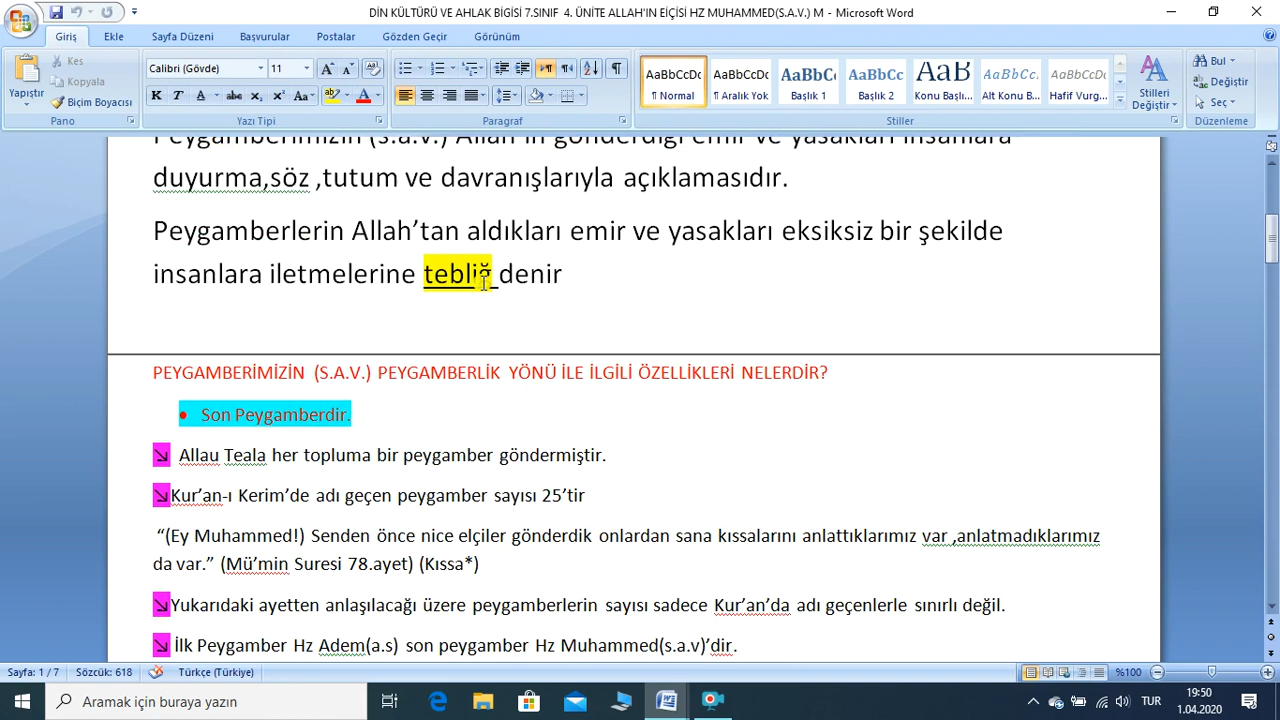 DİN KÜLTÜRÜ VE AHLAK BİGİSİ 7.SINIF 4. ÜNİTE ALLAH'IN EİÇİSİ HZ MUHAMMED(S.A.V.) M - Microsoft Word
Giriş Ekle Sayfa Düzeni Başvurular Postalar Gözden Geçir Görünüm
Yapıştır
Kes
Kopyala
Biçim Boyacısı
Pano
Calibri (Gövde) 11
Yazı Tipi
Paragraf
AaBbCcDc AaBbCcDc AaBbC AaBbCc AaB AaBbCcL AaBbCcDc
¶ Normal ¶ Aralık Yok Başlık 1 Başlık 2 Konu Başlı... Alt Konu B... Hafif Vurg...
Stilleri
Değiştir
Stiller
Bul
Değiştir
Seç
Düzenleme
Peygamberimizin (s.a.v.) Allah'ın gönderdiği emir ve yasakları insanlara
duyurma,söz ,tutum ve davranışlarıyla açıklamasıdır.
Peygamberlerin Allah’tan aldıkları emir ve yasakları eksiksiz bir şekilde
insanlara iletmelerine tebliğ denir
PEYGAMBERİMİZİN (S.A.V.) PEYGAMBERLİK YÖNÜ İLE İLGİLİ ÖZELLİKLERİ NELERDİR?
• Son Peygamberdir.
↘ Allau Teala her topluma bir peygamber göndermiştir.
↘Kur’an-ı Kerim’de adı geçen peygamber sayısı 25’tir
“(Ey Muhammed!) Senden önce nice elçiler gönderdik onlardan sana kıssalarını anlattıklarımız var ,anlatmadıklarımız
da var.” (Mü’min Suresi 78.ayet) (Kıssa*)
↘Yukarıdaki ayetten anlaşılacağı üzere peygamberlerin sayısı sadece Kur’an’da adı geçenlerle sınırlı değil.
↘ İlk Peygamber Hz Adem(a.s) son peygamber Hz Muhammed(s.a.v)’dir.
Sayfa: 1 / 7 Sözcük: 618 Türkçe (Türkiye) %100
Aramak için buraya yazın
TUR
19:50
1.04.2020